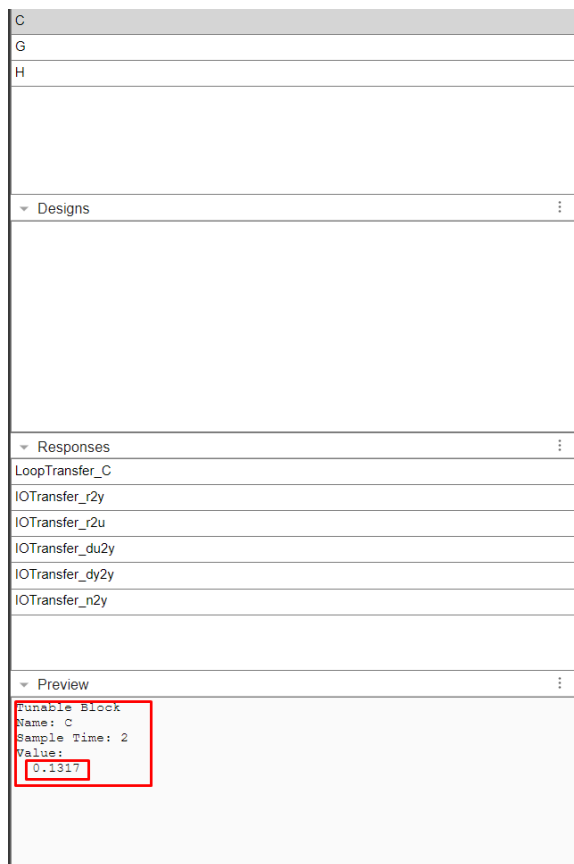 C
G
H
Designs
Responses
LoopTransfer_C
IOTransfer_r2y
IOTransfer_r2u
IOTransfer_du2y
IOTransfer_dy2y
IOTransfer_n2y
Preview
Tunable Block
Name: C
Sample Time: 2
Value:
0.1317